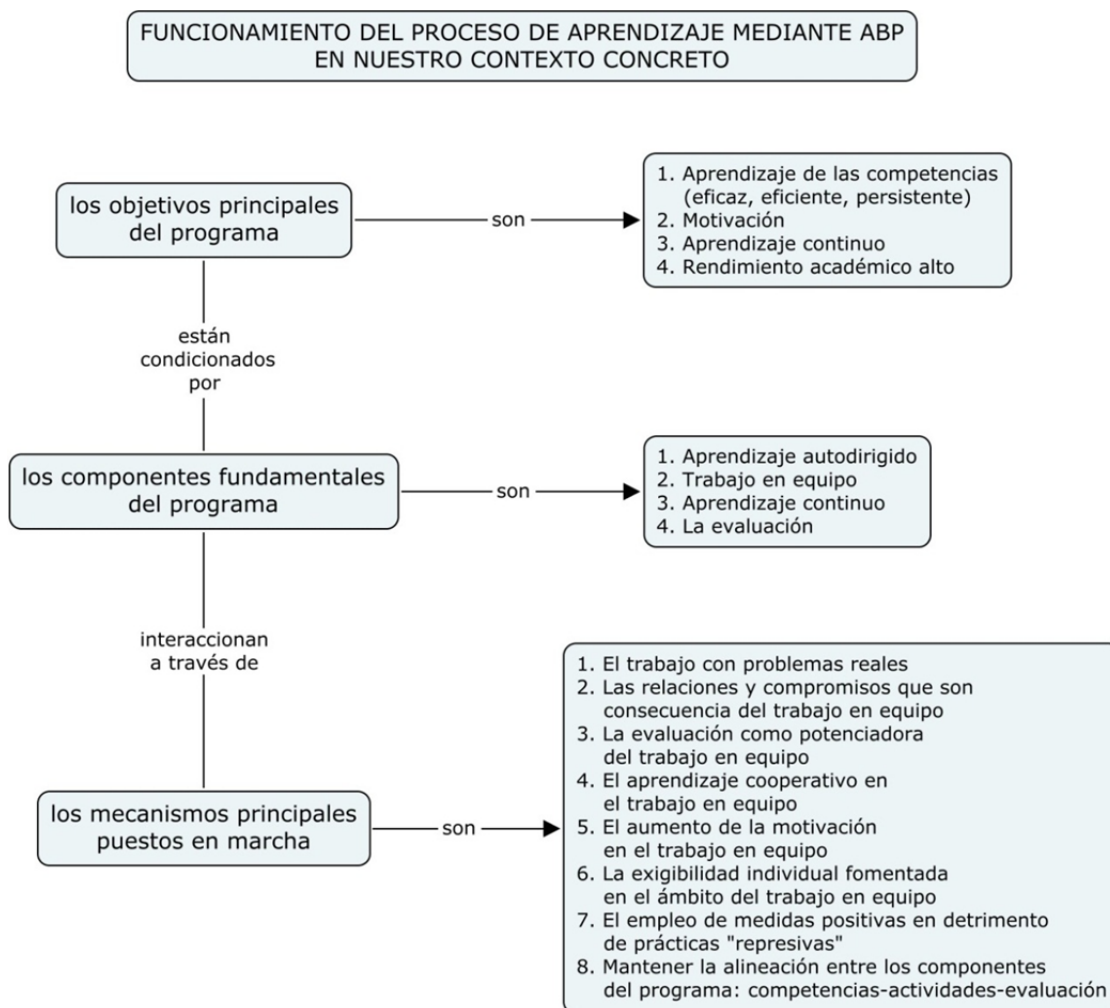 FUNCIONAMIENTO DEL PROCESO DE APRENDIZAJE MEDIANTE ABP
EN NUESTRO CONTEXTO CONCRETO
los objetivos principales
del programa
son
1. Aprendizaje de las competencias
(eficaz, eficiente, persistente)
2. Motivación
3. Aprendizaje continuo
4. Rendimiento académico alto
están
condicionados
por
los componentes fundamentales
del programa
son
1. Aprendizaje autodirigido
2. Trabajo en equipo
3. Aprendizaje continuo
4. La evaluación
interaccionan
a través de
los mecanismos principales
puestos en marcha
son
1. El trabajo con problemas reales
2. Las relaciones y compromisos que son
consecuencia del trabajo en equipo
3. La evaluación como potenciadora
del trabajo en equipo
4. El aprendizaje cooperativo en
el trabajo en equipo
5. El aumento de la motivación
en el trabajo en equipo
6. La exigibilidad individual fomentada
en el ámbito del trabajo en equipo
7. El empleo de medidas positivas en detrimento
de prácticas "represivas"
8. Mantener la alineación entre los componentes
del programa: competencias-actividades-evaluación